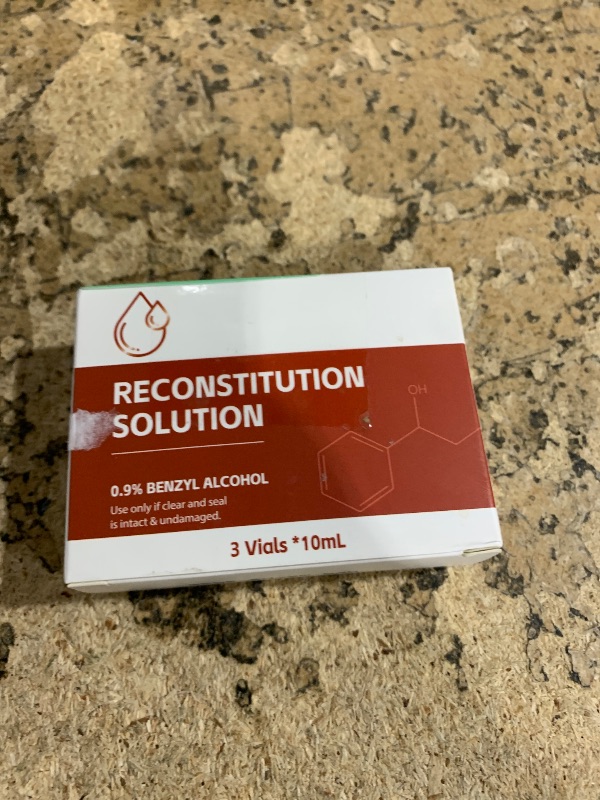 RECONSTITUTION
SOLUTION
OH
0.9% BENZYL ALCOHOL
Use only if clear and seal
is intact & undamaged.
3 Vials *10mL